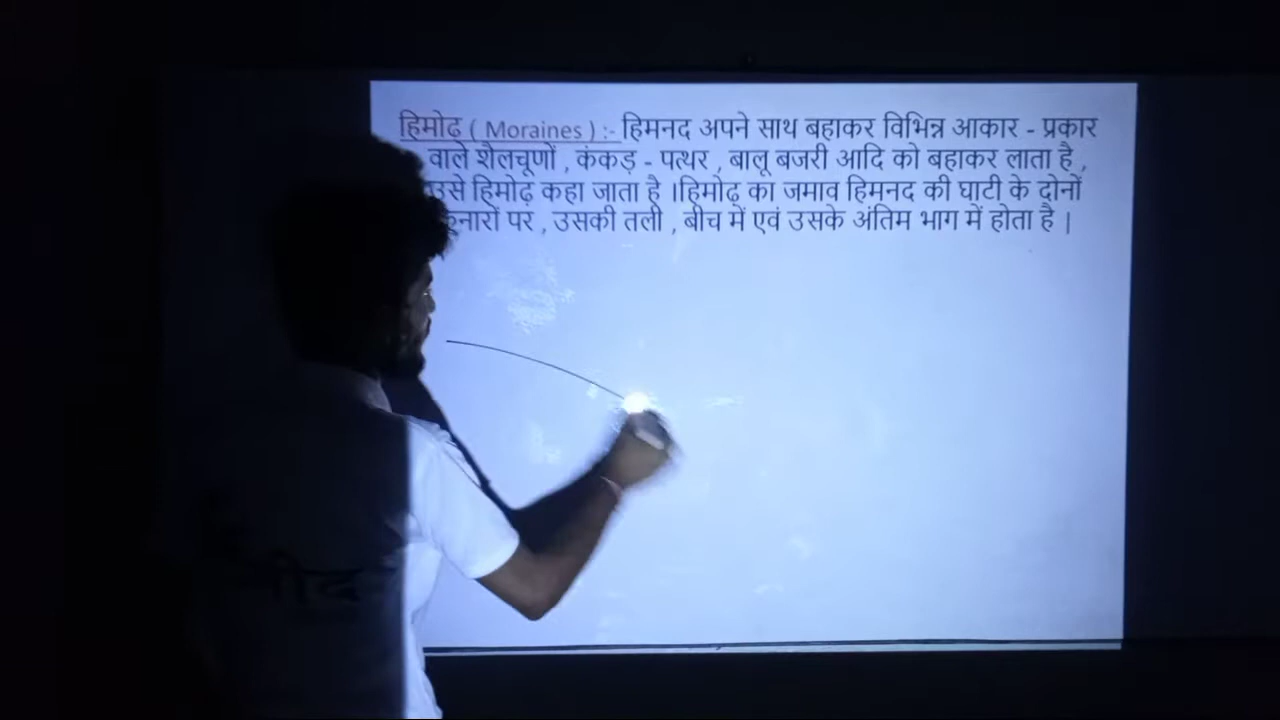 हिमोढ़ ( Moraines ) :- हिमनद अपने साथ बहाकर विभिन्न आकार - प्रकार
वाले शैलचूणों , कंकड़ - पत्थर , बालू बजरी आदि को बहाकर लाता है ,
उसे हिमोढ़ कहा जाता है ।हिमोढ़ का जमाव हिमनद की घाटी के दोनों
पर , उसकी तली , बीच में एवं उसके अंतिम भाग में होता है |